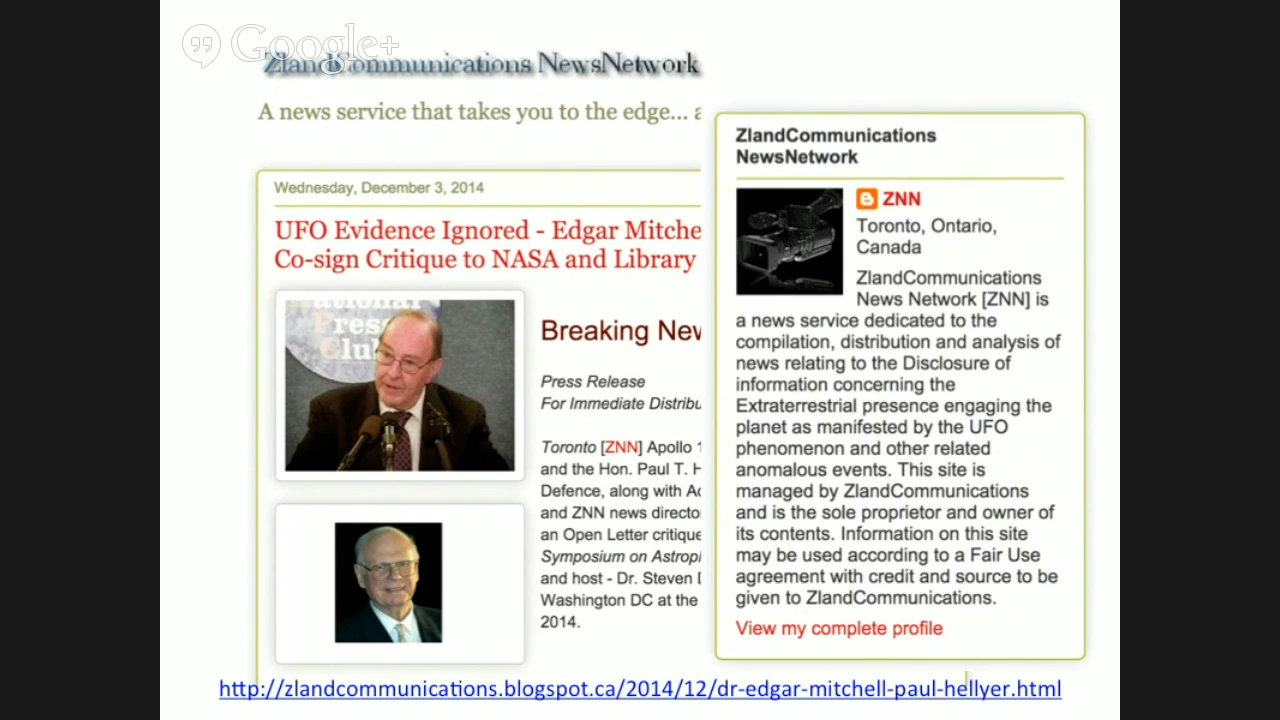 Google+
ZlandCommunications NewsNetwork
A news service that takes you to the edge... a
Wednesday, December 3, 2014
UFO Evidence Ignored - Edgar Mitche
Co-sign Critique to NASA and Library
National
Press
Club
Breaking New
Press Release
For Immediate Distribu
Toronto [ZNN] Apollo 1
and the Hon. Paul T. H
Defence, along with Ac
and ZNN news directo
an Open Letter critique
Symposium on Astrop
and host - Dr. Steven D
Washington DC at the
2014.
ZlandCommunications
NewsNetwork
ZNN
Toronto, Ontario,
Canada
ZlandCommunications
News Network [ZNN] is
a news service dedicated to the
compilation, distribution and analysis of
news relating to the Disclosure of
information concerning the
Extraterrestrial presence engaging the
planet as manifested by the UFO
phenomenon and other related
anomalous events. This site is
managed by ZlandCommunications
and is the sole proprietor and owner of
its contents. Information on this site
may be used according to a Fair Use
agreement with credit and source to be
given to ZlandCommunications.
View my complete profile
http://zlandcommunications.blogspot.ca/2014/12/dr-edgar-mitchell-paul-hellyer.html